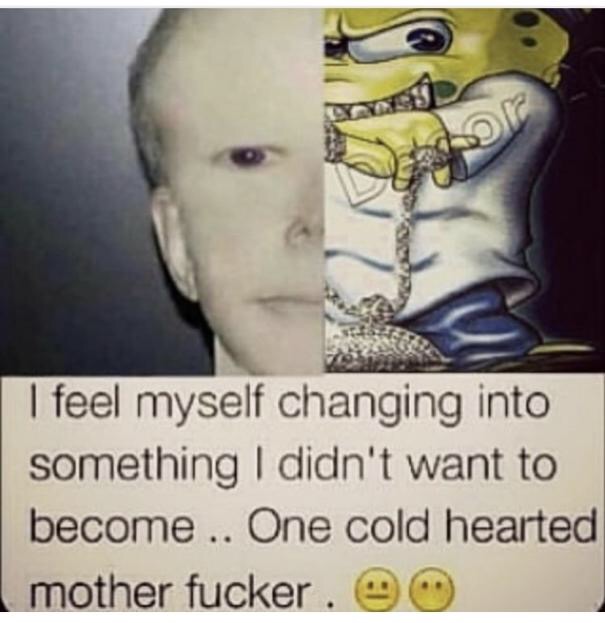 I feel myself changing into
something I didn't want to
become .. One cold hearted
mother fucker . 😐😶